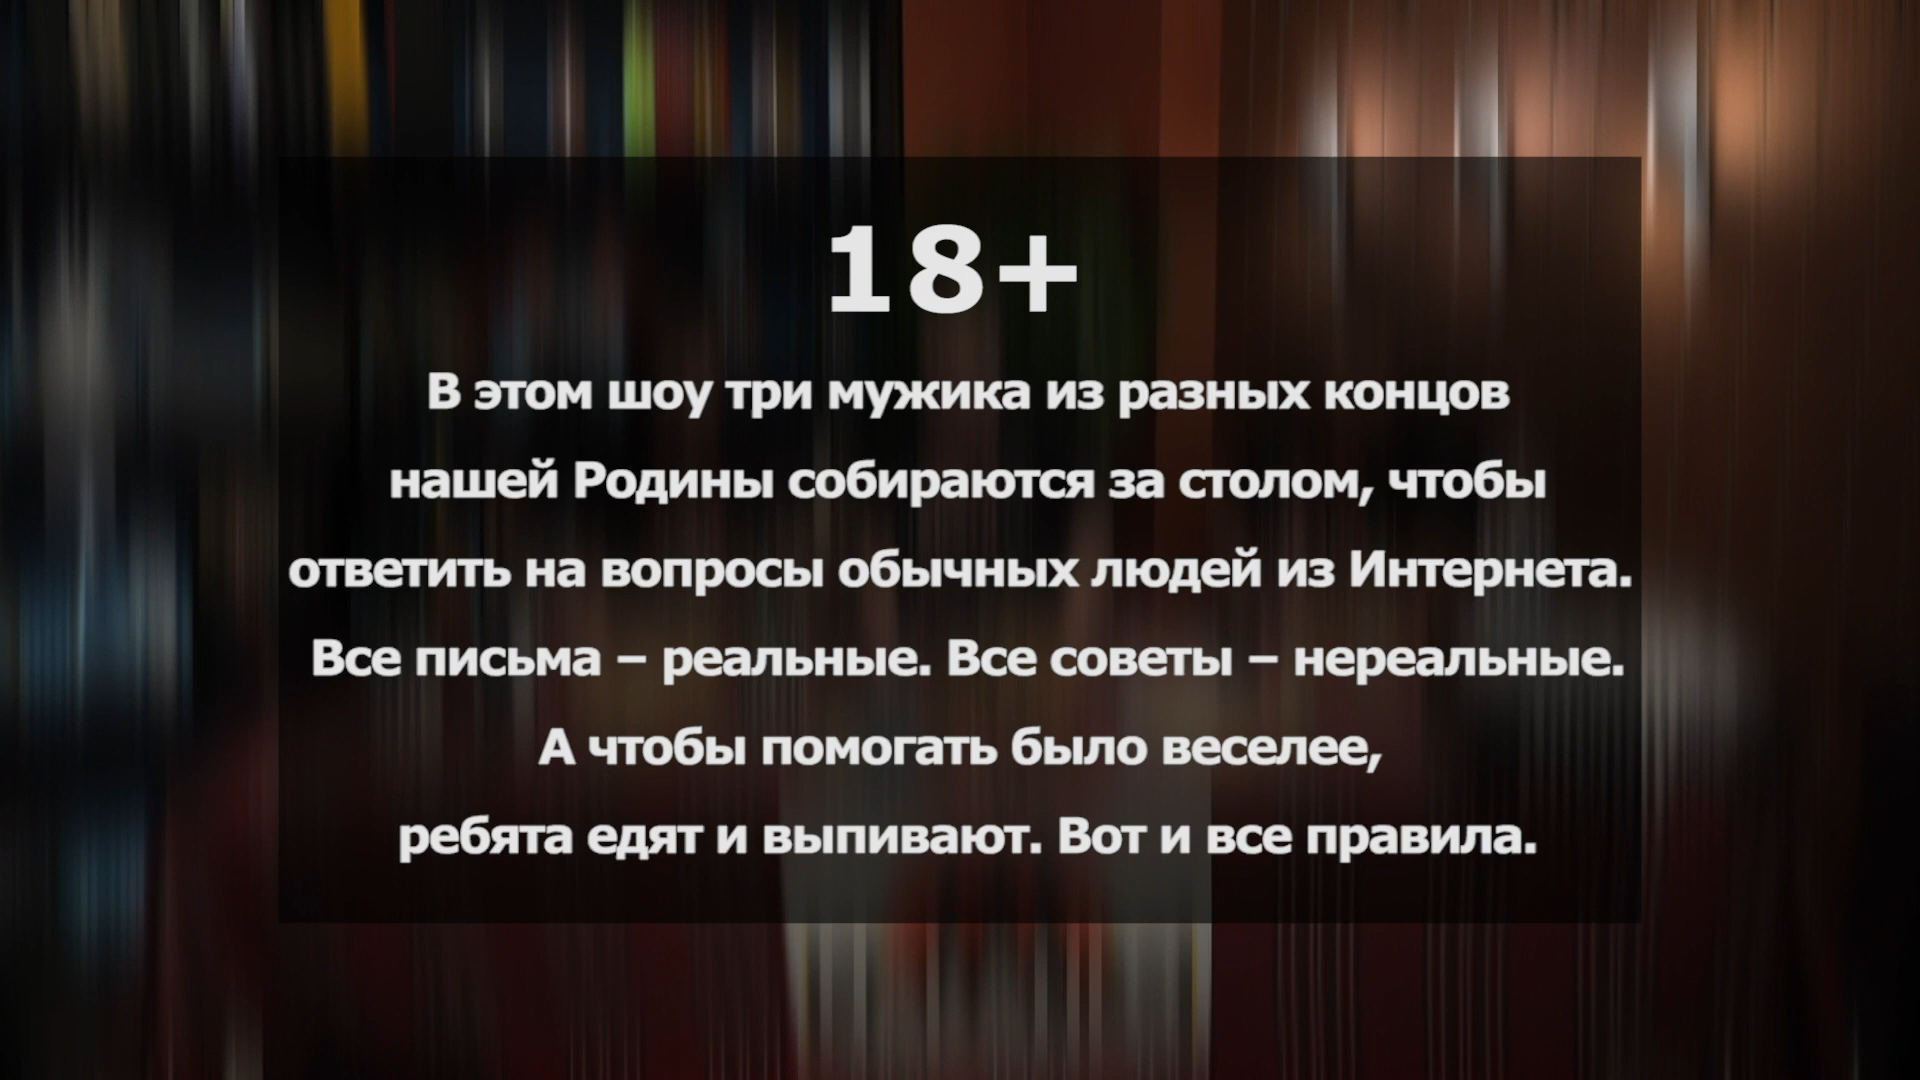 18+
В этом шоу три мужика из разных концов
нашей Родины собираются за столом, чтобы
ответить на вопросы обычных людей из Интернета.
Все письма – реальные. Все советы – нереальные.
А чтобы помогать было веселее,
ребята едят и выпивают. Вот и все правила.